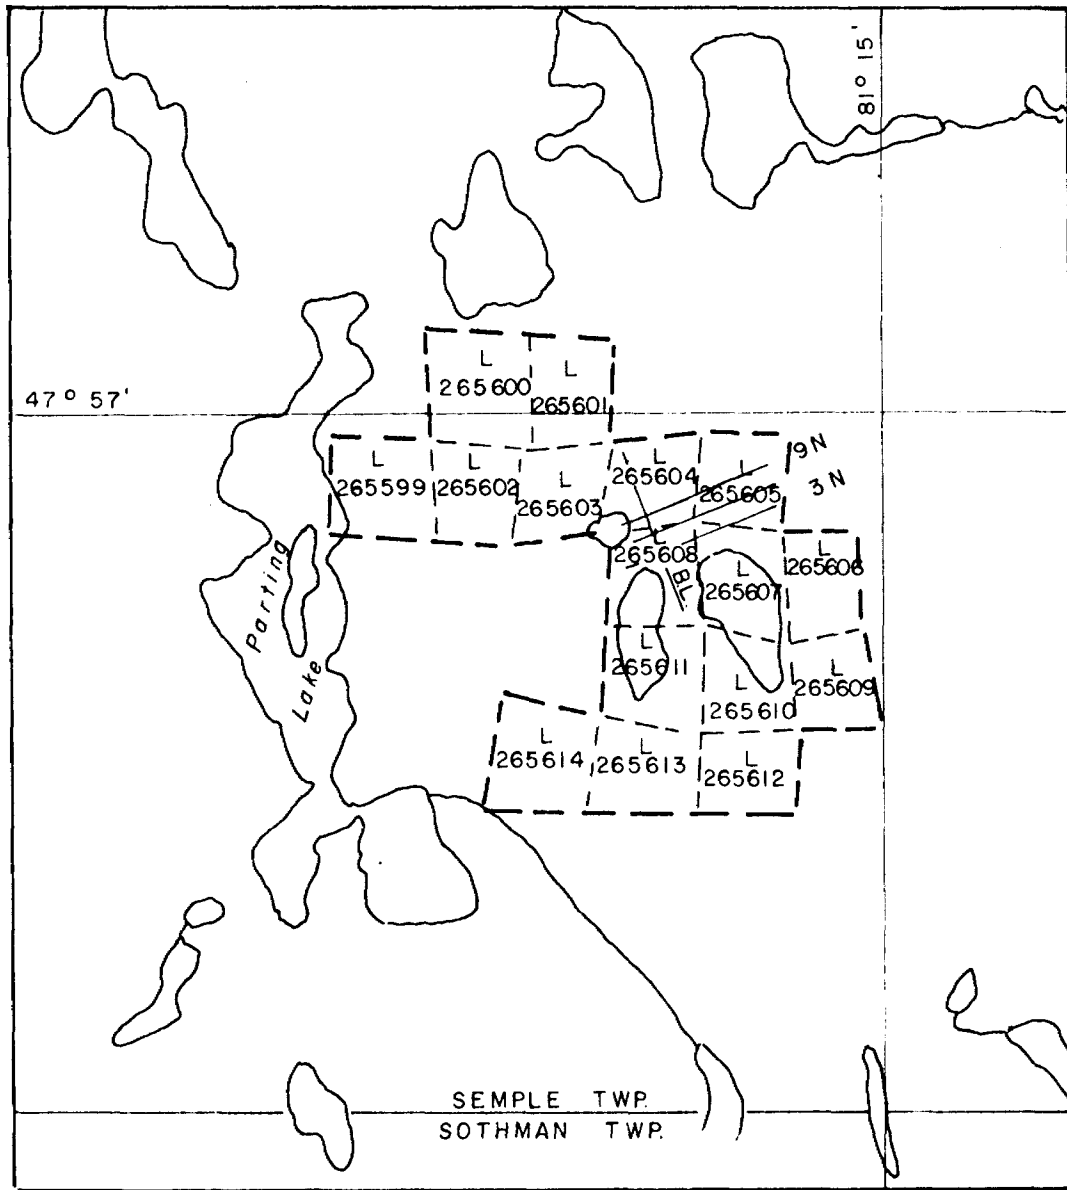 81° 15'
L
265600
L
265601
47° 57'
L
265599
L
265602
L
265603
L
265604
L
265605
9N
3N
L
265608
BL.
L
265607
L
265606
Parting
Lake
L
265611
L
265610
L
265609
L
265614
L
265613
L
265612
SEMPLE TWP.
SOTHMAN TWP.